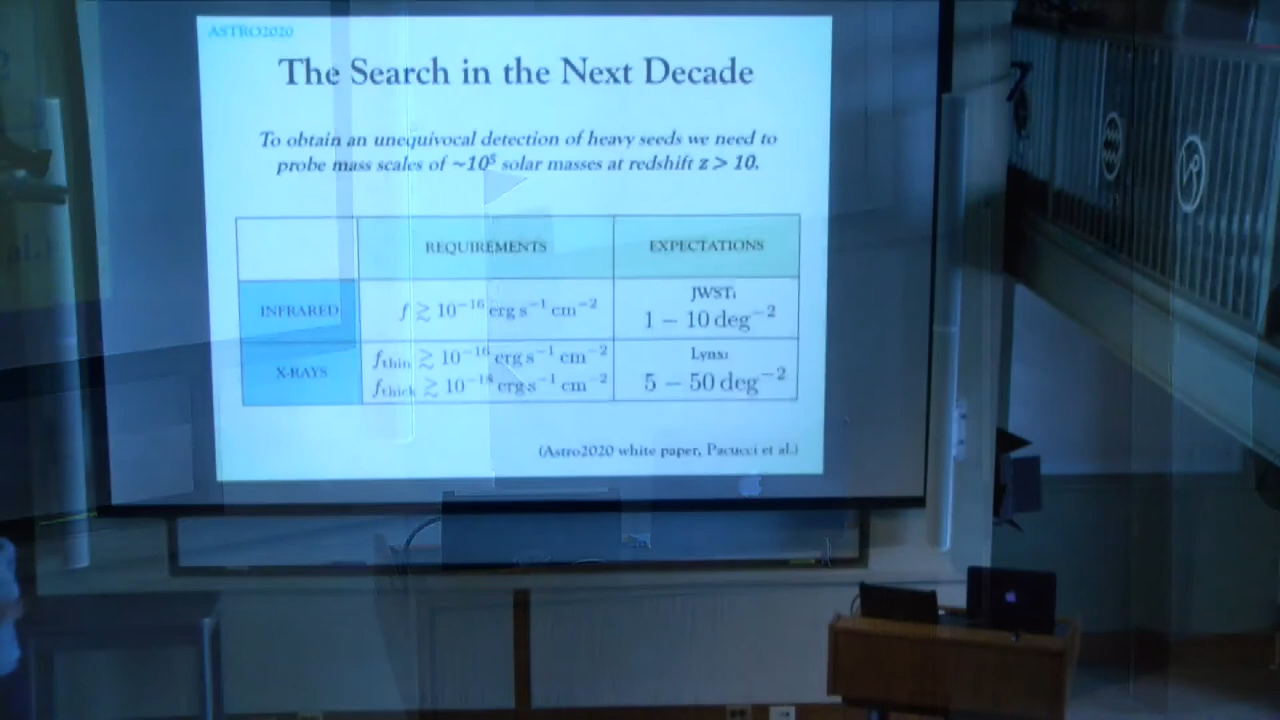 ASTRO2020
The Search in the Next Decade
To obtain an unequivocal detection of heavy seeds we need to
probe mass scales of ~10⁵ solar masses at redshift z > 10.
REQUIREMENTS EXPECTATIONS
INFRARED f ≳ 10⁻¹⁶ erg s⁻¹ cm⁻² JWST:
1 − 10 deg⁻²
X-RAYS fthin ≳ 10⁻¹⁶ erg s⁻¹ cm⁻² Lynx:
fthick ≳ 10⁻¹⁸ erg s⁻¹ cm⁻² 5 − 50 deg⁻²
(Astro2020 white paper, Pacucci et al.)